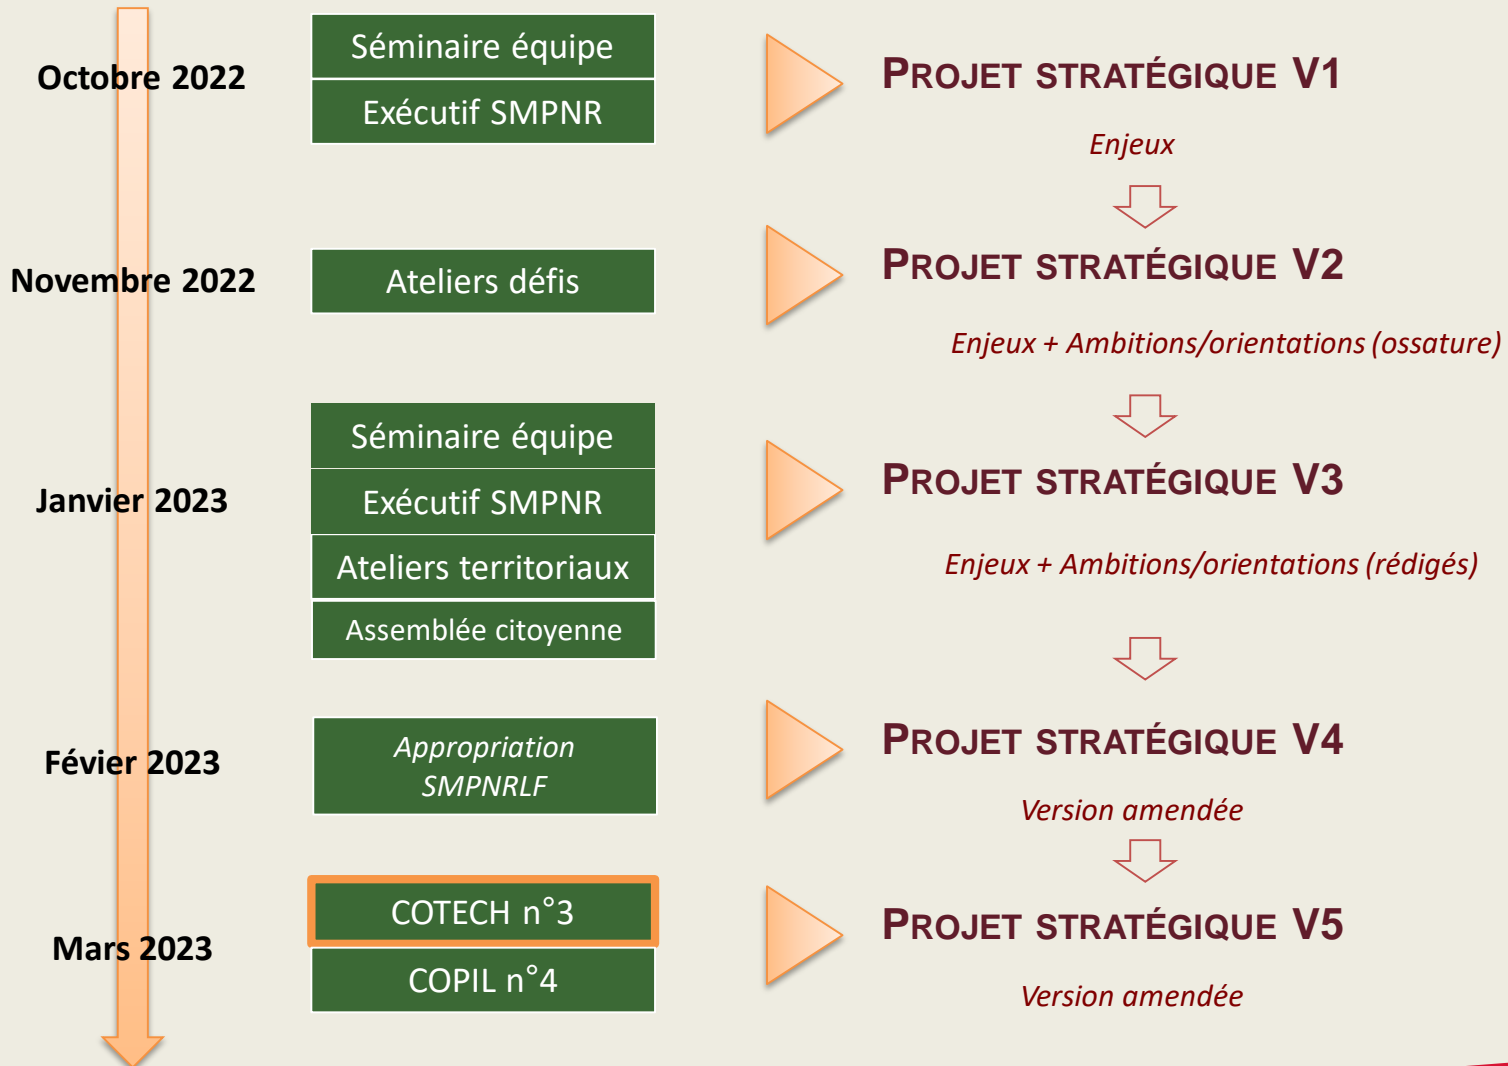 Octobre 2022
Séminaire équipe
Exécutif SMPNR
PROJET STRATÉGIQUE V1
Enjeux
Novembre 2022
Ateliers défis
PROJET STRATÉGIQUE V2
Enjeux + Ambitions/orientations (ossature)
Janvier 2023
Séminaire équipe
Exécutif SMPNR
Ateliers territoriaux
Assemblée citoyenne
PROJET STRATÉGIQUE V3
Enjeux + Ambitions/orientations (rédigés)
Févier 2023
Appropriation
SMPNRLF
PROJET STRATÉGIQUE V4
Version amendée
Mars 2023
COTECH n°3
COPIL n°4
PROJET STRATÉGIQUE V5
Version amendée